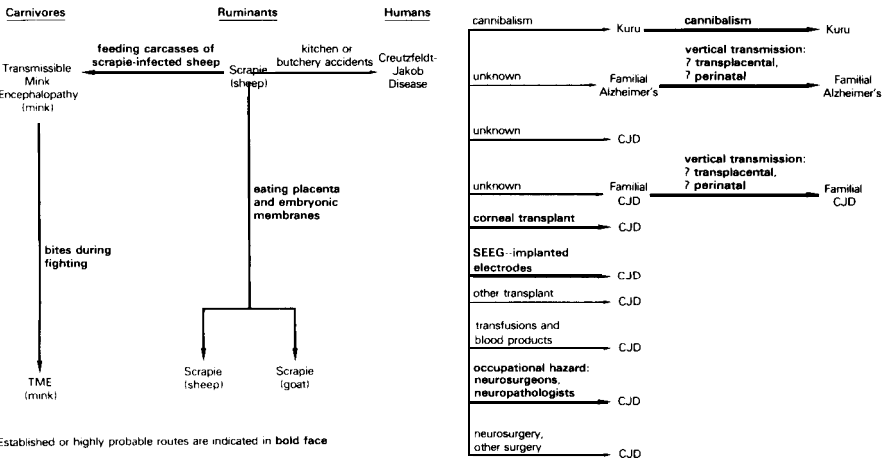 Carnivores
Ruminants
Humans
feeding carcasses of
scrapie-infected sheep
kitchen or
butchery accidents
Transmissible
Mink
Encephalopathy
(mink)
Scrapie
(sheep)
Creutzfeldt-
Jakob
Disease
eating placenta
and embryonic
membranes
bites during
fighting
TME
(mink)
Scrapie
(sheep)
Scrapie
(goat)
Established or highly probable routes are indicated in bold face
cannibalism
Kuru
cannibalism
Kuru
unknown
Familial
Alzheimer's
vertical transmission:
? transplacental,
? perinatal
Familial
Alzheimer's
unknown
CJD
unknown
Familial
CJD
vertical transmission:
? transplacental,
? perinatal
Familial
CJD
corneal transplant
CJD
SEEG--implanted
electrodes
CJD
other transplant
CJD
transfusions and
blood products
CJD
occupational hazard:
neurosurgeons,
neuropathologists
CJD
neurosurgery,
other surgery
CJD